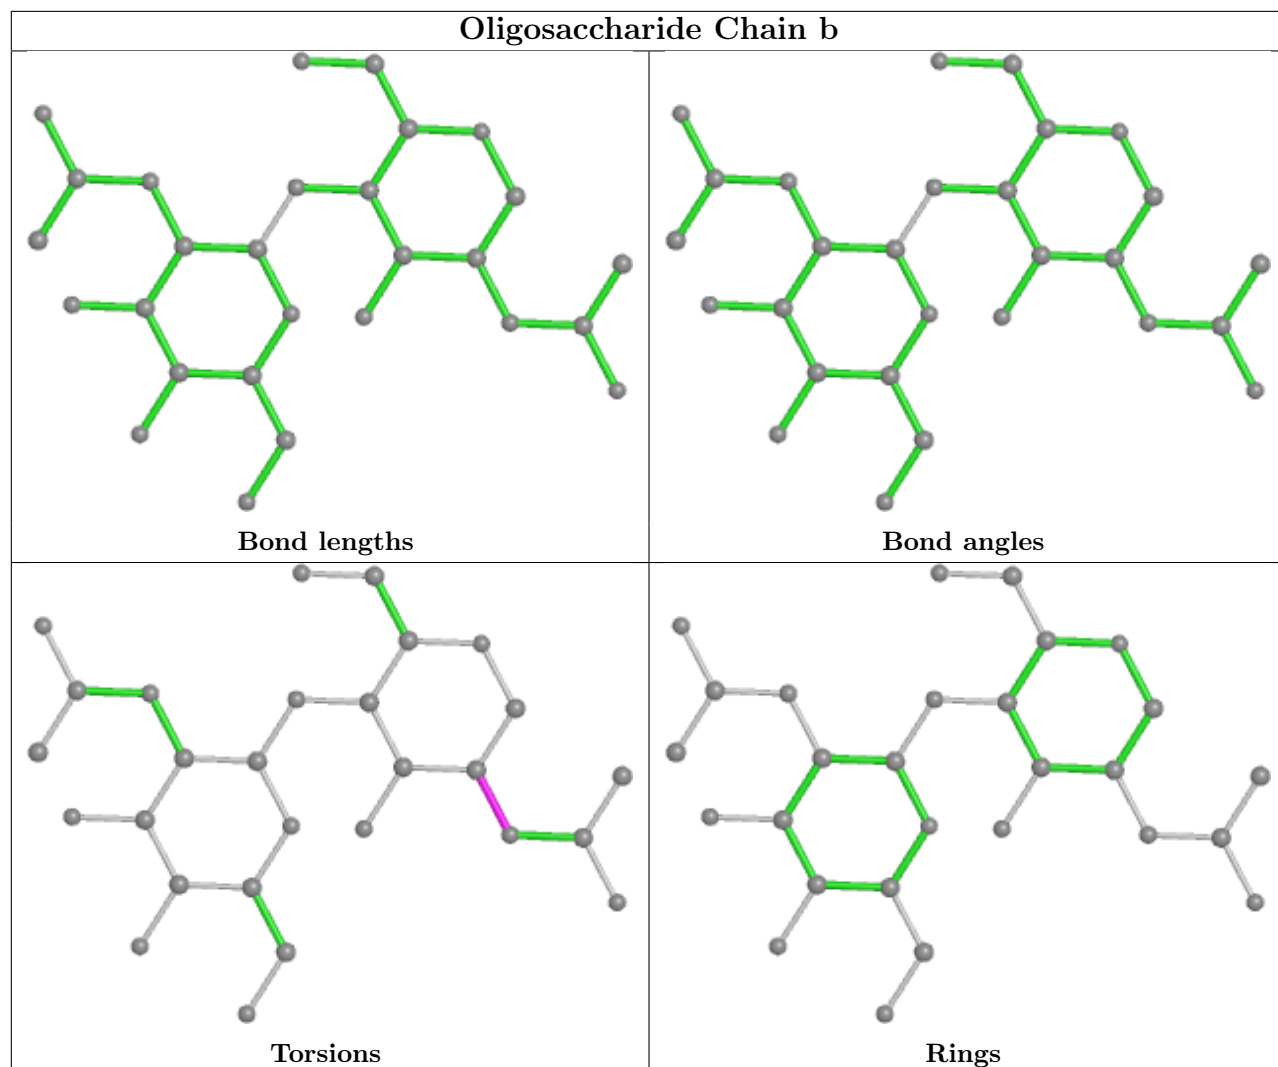 Oligosaccharide Chain b
Bond lengths
Bond angles
Torsions
Rings